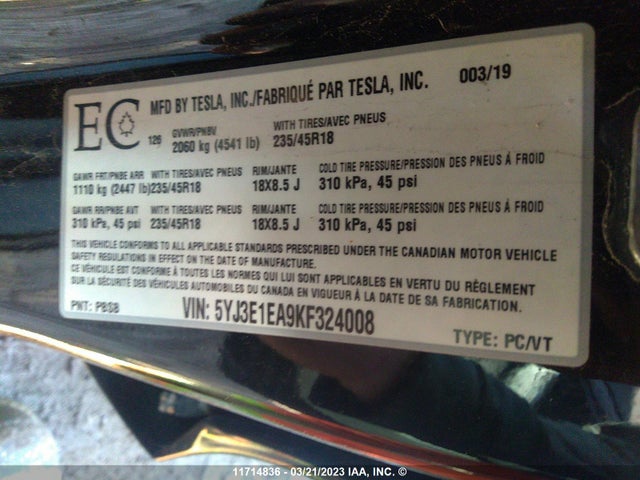 EC
MFD BY TESLA, INC./FABRIQUÉ PAR TESLA, INC. 003/19
126 GVWR/PNBV WITH TIRES/AVEC PNEUS
2060 kg (4541 lb) 235/45R18
GAWR FRT/PNBE ARR WITH TIRES/AVEC PNEUS RIM/JANTE COLD TIRE PRESSURE/PRESSION DES PNEUS À FROID
1110 kg (2447 lb) 235/45R18 18X8.5 J 310 kPa, 45 psi
GAWR RR/PNBE AVT WITH TIRES/AVEC PNEUS RIM/JANTE COLD TIRE PRESSURE/PRESSION DES PNEUS À FROID
310 kPa, 45 psi 235/45R18 18X8.5 J 310 kPa, 45 psi
THIS VEHICLE CONFORMS TO ALL APPLICABLE STANDARDS PRESCRIBED UNDER THE CANADIAN MOTOR VEHICLE
SAFETY REGULATIONS IN EFFECT ON THE DATE OF MANUFACTURE
CE VÉHICULE EST CONFORME À TOUTES LES NORMES QUI LUI SONT APPLICABLES EN VERTU DU RÈGLEMENT
SUR LA SÉCURITÉ DES VÉHICULES AUTOMOBILES DU CANADA EN VIGUEUR À LA DATE DE SA FABRICATION.
PNT: PBSB VIN: 5YJ3E1EA9KF324008 TYPE: PC/VT
11714836 - 03/21/2023 IAA, INC. ©